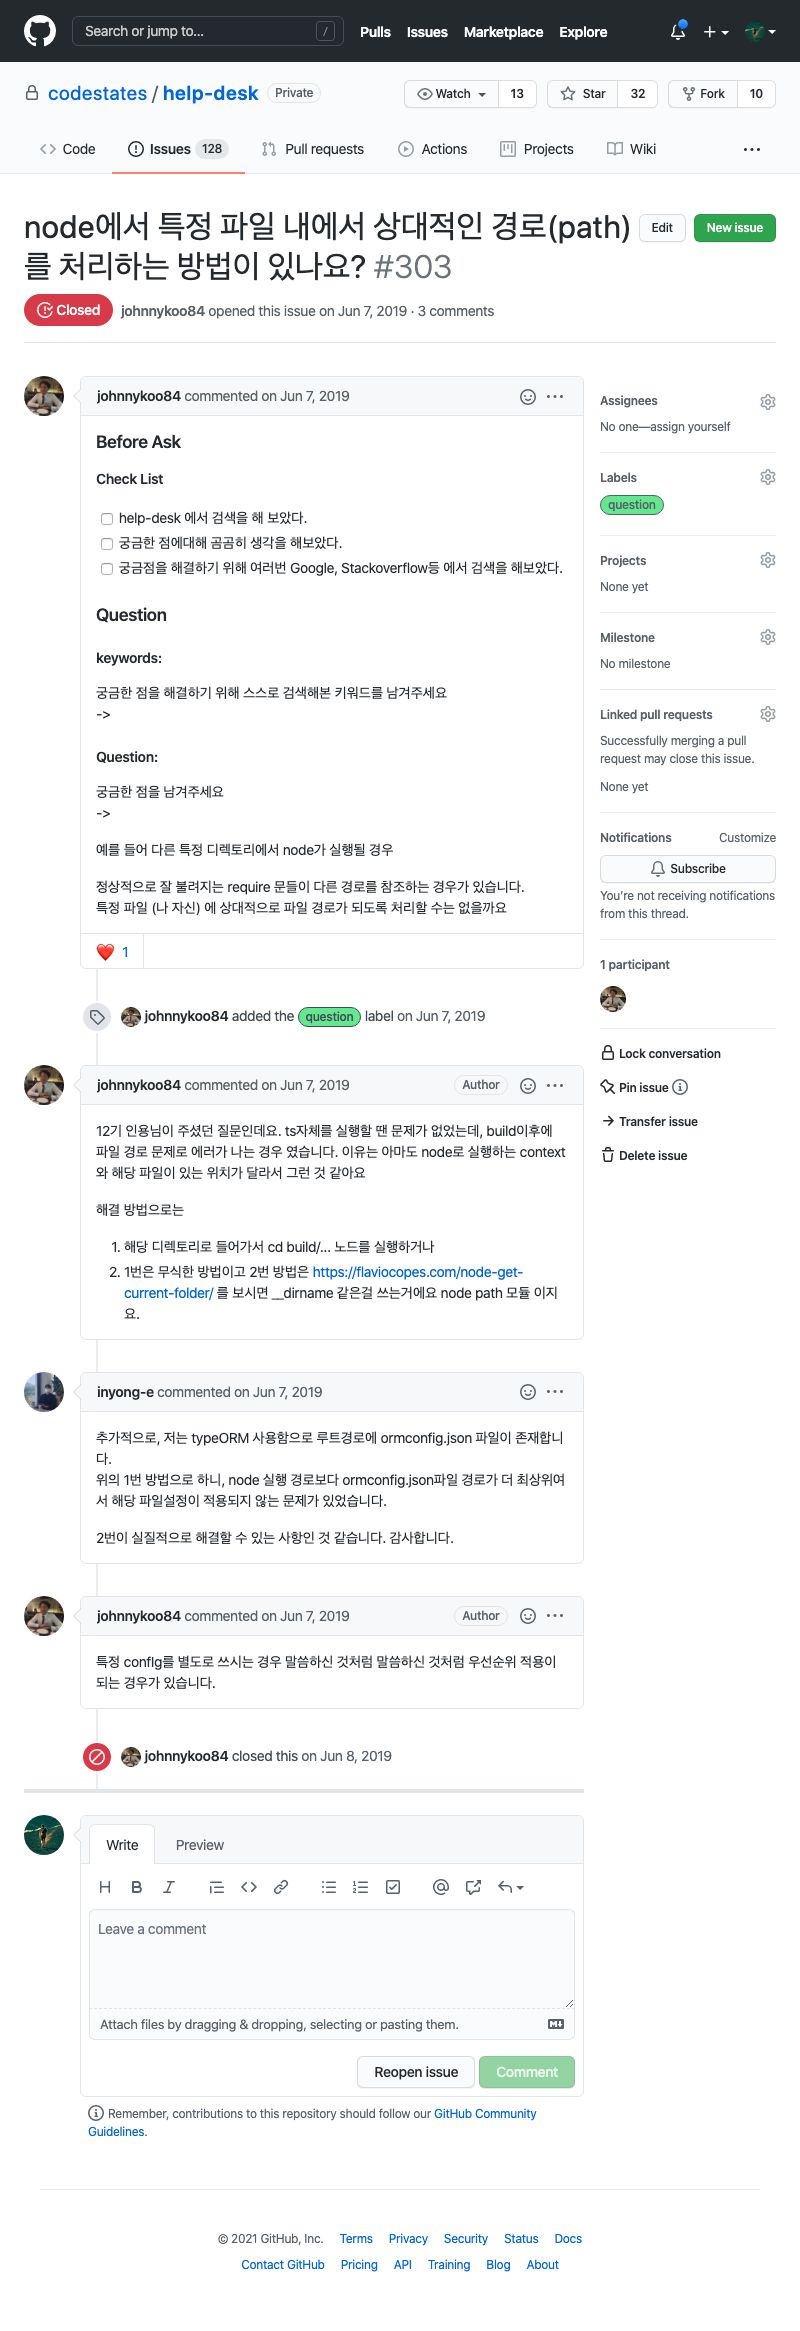 Search or jump to...
/
Pulls
Issues
Marketplace
Explore
codestates / help-desk
Private
Watch
13
Star
32
Fork
10
Code
Issues 128
Pull requests
Actions
Projects
Wiki
node에서 특정 파일 내에서 상대적인 경로(path)
를 처리하는 방법이 있나요? #303
Edit
New issue
Closed
johnnykoo84 opened this issue on Jun 7, 2019 · 3 comments
johnnykoo84 commented on Jun 7, 2019
Before Ask
Check List
help-desk 에서 검색을 해 보았다.
궁금한 점에대해 곰곰히 생각을 해보았다.
궁금점을 해결하기 위해 여러번 Google, Stackoverflow등 에서 검색을 해보았다.
Question
keywords:
궁금한 점을 해결하기 위해 스스로 검색해본 키워드를 남겨주세요
->
Question:
궁금한 점을 남겨주세요
->
예를 들어 다른 특정 디렉토리에서 node가 실행될 경우
정상적으로 잘 불려지는 require 문들이 다른 경로를 참조하는 경우가 있습니다.
특정 파일 (나 자신) 에 상대적으로 파일 경로가 되도록 처리할 수는 없을까요
1
johnnykoo84 added the question label on Jun 7, 2019
johnnykoo84 commented on Jun 7, 2019
Author
12기 인용님이 주셨던 질문인데요. ts자체를 실행할 땐 문제가 없었는데, build이후에
파일 경로 문제로 에러가 나는 경우 였습니다. 이유는 아마도 node로 실행하는 context
와 해당 파일이 있는 위치가 달라서 그런 것 같아요
해결 방법으로는
1. 해당 디렉토리로 들어가서 cd build/... 노드를 실행하거나
2. 1번은 무식한 방법이고 2번 방법은 https://flaviocopes.com/node-get-
current-folder/ 를 보시면 __dirname 같은걸 쓰는거에요 node path 모듈 이지
요.
inyong-e commented on Jun 7, 2019
추가적으로, 저는 typeORM 사용함으로 루트경로에 ormconfig.json 파일이 존재합니
다.
위의 1번 방법으로 하니, node 실행 경로보다 ormconfig.json파일 경로가 더 최상위여
서 해당 파일설정이 적용되지 않는 문제가 있었습니다.
2번이 실질적으로 해결할 수 있는 사항인 것 같습니다. 감사합니다.
johnnykoo84 commented on Jun 7, 2019
Author
특정 config를 별도로 쓰시는 경우 말씀하신 것처럼 말씀하신 것처럼 우선순위 적용이
되는 경우가 있습니다.
johnnykoo84 closed this on Jun 8, 2019
Assignees
No one—assign yourself
Labels
question
Projects
None yet
Milestone
No milestone
Linked pull requests
Successfully merging a pull
request may close this issue.
None yet
Notifications
Customize
Subscribe
You're not receiving notifications
from this thread.
1 participant
Lock conversation
Pin issue
Transfer issue
Delete issue
Write
Preview
Leave a comment
Attach files by dragging & dropping, selecting or pasting them.
Reopen issue
Comment
Remember, contributions to this repository should follow our GitHub Community
Guidelines.
© 2021 GitHub, Inc.
Terms
Privacy
Security
Status
Docs
Contact GitHub
Pricing
API
Training
Blog
About